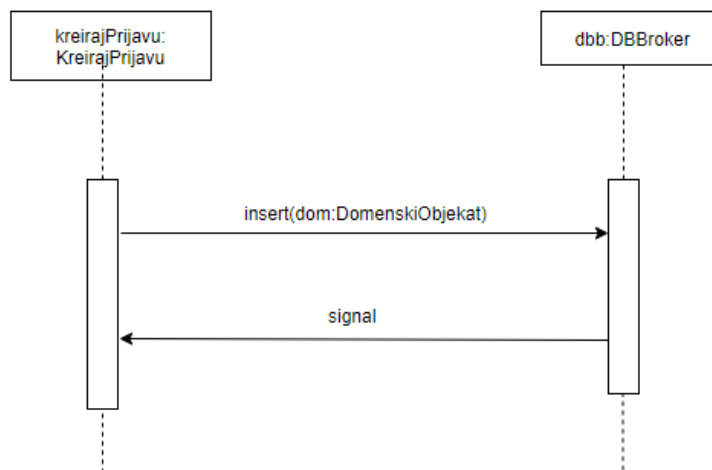 kreirajPrijavu:
KreirajPrijavu
dbb:DBBroker
insert(dom:DomenskiObjekat)
signal